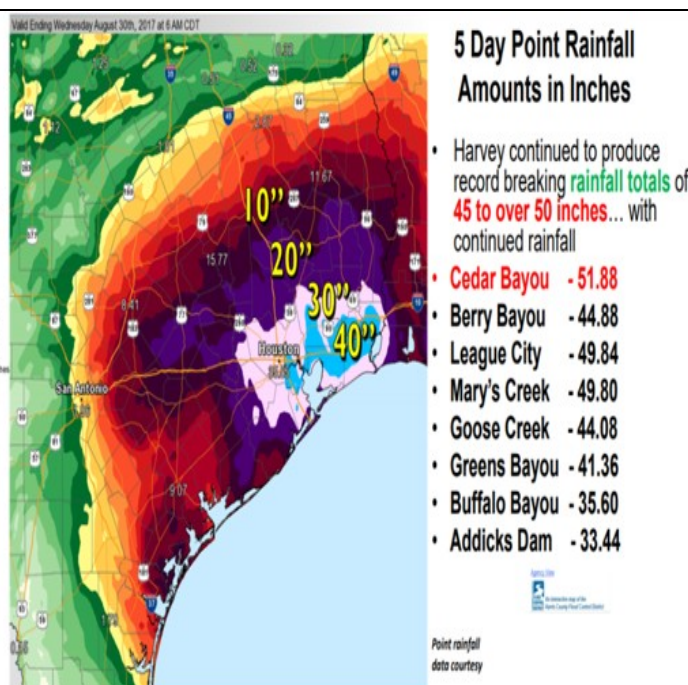 Valid Ending Wednesday August 30th, 2017 at 6 AM CDT
5 Day Point Rainfall
Amounts in Inches
• Harvey continued to produce
record breaking rainfall totals of
45 to over 50 inches... with
continued rainfall
• Cedar Bayou - 51.88
• Berry Bayou - 44.88
• League City - 49.84
• Mary's Creek - 49.80
• Goose Creek - 44.08
• Greens Bayou - 41.36
• Buffalo Bayou - 35.60
• Addicks Dam - 33.44
Point rainfall
data courtesy
10”
20”
30”
40”
Houston
San Antonio
11.67
15.77
8.41
9.07